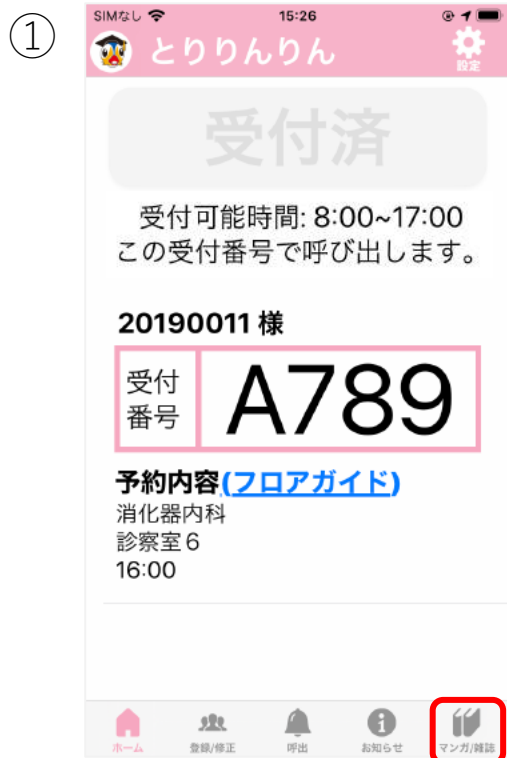 ①
SIMなし 15:26
とりりんりん
設定
受付済
受付可能時間: 8:00~17:00
この受付番号で呼び出します。
20190011 様
受付
番号
A789
予約内容(フロアガイド)
消化器内科
診察室６
16:00
ホーム 登録/修正 呼出 お知らせ マンガ/雑誌